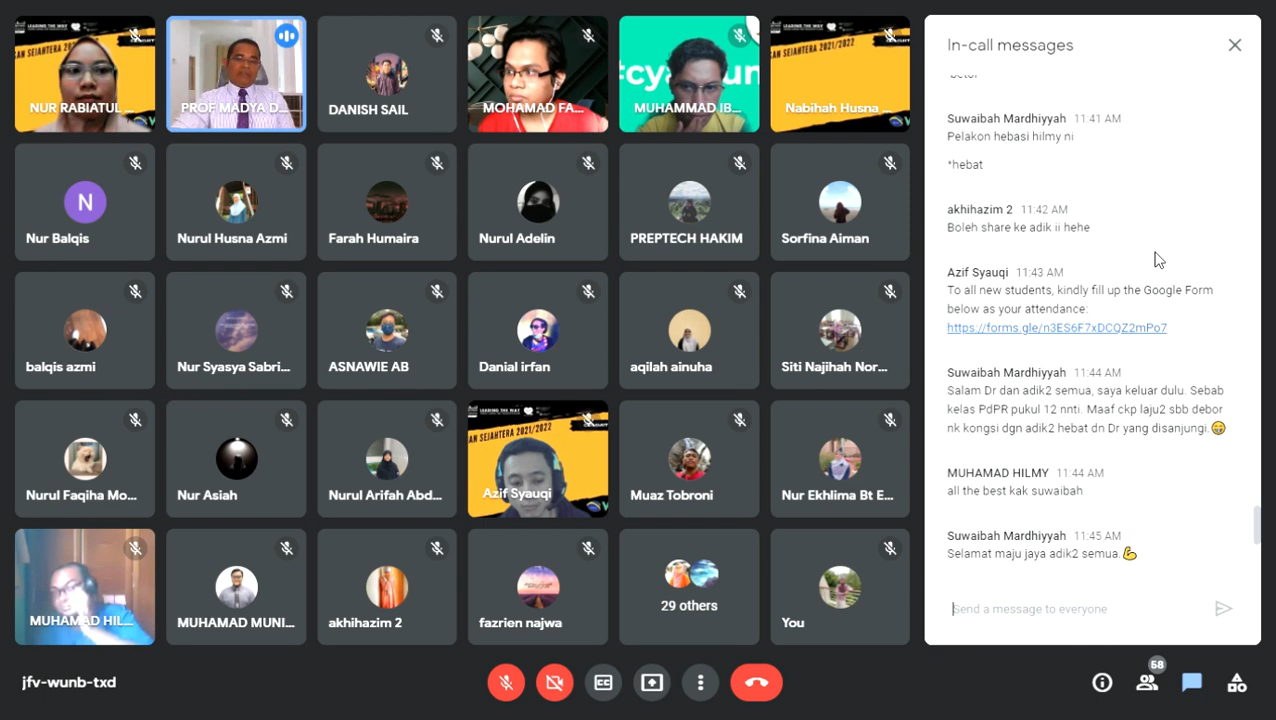 NUR RABIATUL ...
PROF MADYA D...
DANISH SAIL
MOHAMAD FA...
MUHAMMAD IB...
Nabihah Husna ...
Nur Balqis
Nurul Husna Azmi
Farah Humaira
Nurul Adelin
PREPTECH HAKIM
Sorfina Aiman
balqis azmi
Nur Syasya Sabri...
ASNAWIE AB
Danial irfan
aqilah ainuha
Siti Najihah Nor...
Nurul Faqiha Mo...
Nur Asiah
Nurul Arifah Abd...
LEADING THE WAY
AN SEJAHTERA 2021/2022
Azif Syauqi
Muaz Tobroni
Nur Ekhlima Bt E...
MUHAMAD HIL...
MUHAMAD MUNI...
akhihazim 2
fazrien najwa
29 others
You
N
jfv-wunb-txd
CC
58
In-call messages
Suwaibah Mardhiyyah 11:41 AM
Pelakon hebasi hilmy ni
*hebat
akhihazim 2 11:42 AM
Boleh share ke adik ii hehe
Azif Syauqi 11:43 AM
To all new students, kindly fill up the Google Form
below as your attendance:
https://forms.gle/n3ES6F7xDCQZ2mPo7
Suwaibah Mardhiyyah 11:44 AM
Salam Dr dan adik2 semua, saya keluar dulu. Sebab
kelas PdPR pukul 12 nnti. Maaf ckp laju2 sbb debor
nk kongsi dgn adik2 hebat dn Dr yang disanjungi.😁
MUHAMAD HILMY 11:44 AM
all the best kak suwaibah
Suwaibah Mardhiyyah 11:45 AM
Selamat maju jaya adik2 semua.💪
Send a message to everyone